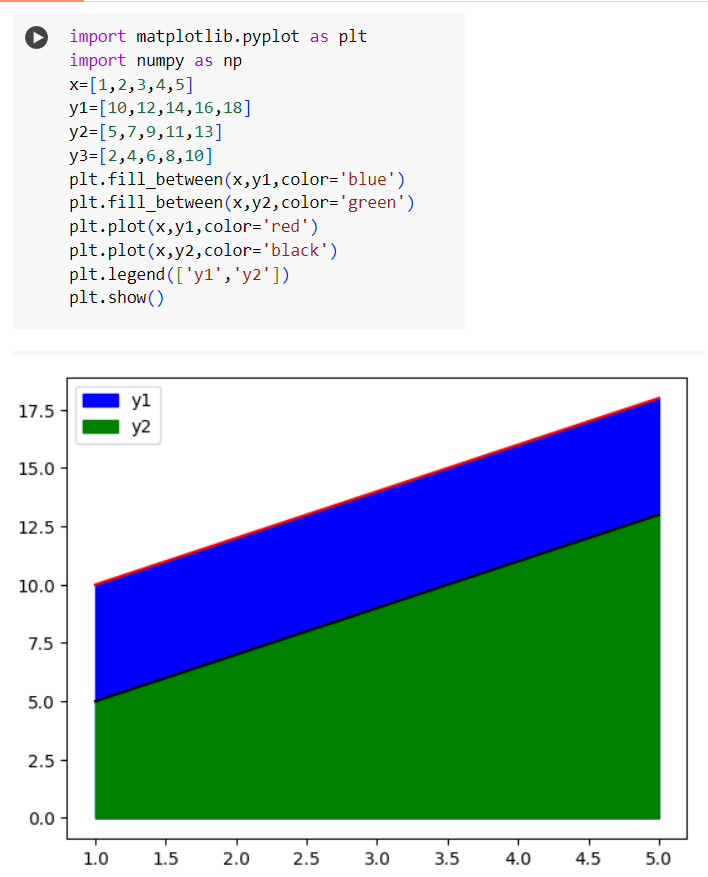 import matplotlib.pyplot as plt
import numpy as np
x=[1,2,3,4,5]
y1=[10,12,14,16,18]
y2=[5,7,9,11,13]
y3=[2,4,6,8,10]
plt.fill_between(x,y1,color='blue')
plt.fill_between(x,y2,color='green')
plt.plot(x,y1,color='red')
plt.plot(x,y2,color='black')
plt.legend(['y1','y2'])
plt.show()
y1
y2
17.5
15.0
12.5
10.0
7.5
5.0
2.5
0.0
1.0 1.5 2.0 2.5 3.0 3.5 4.0 4.5 5.0